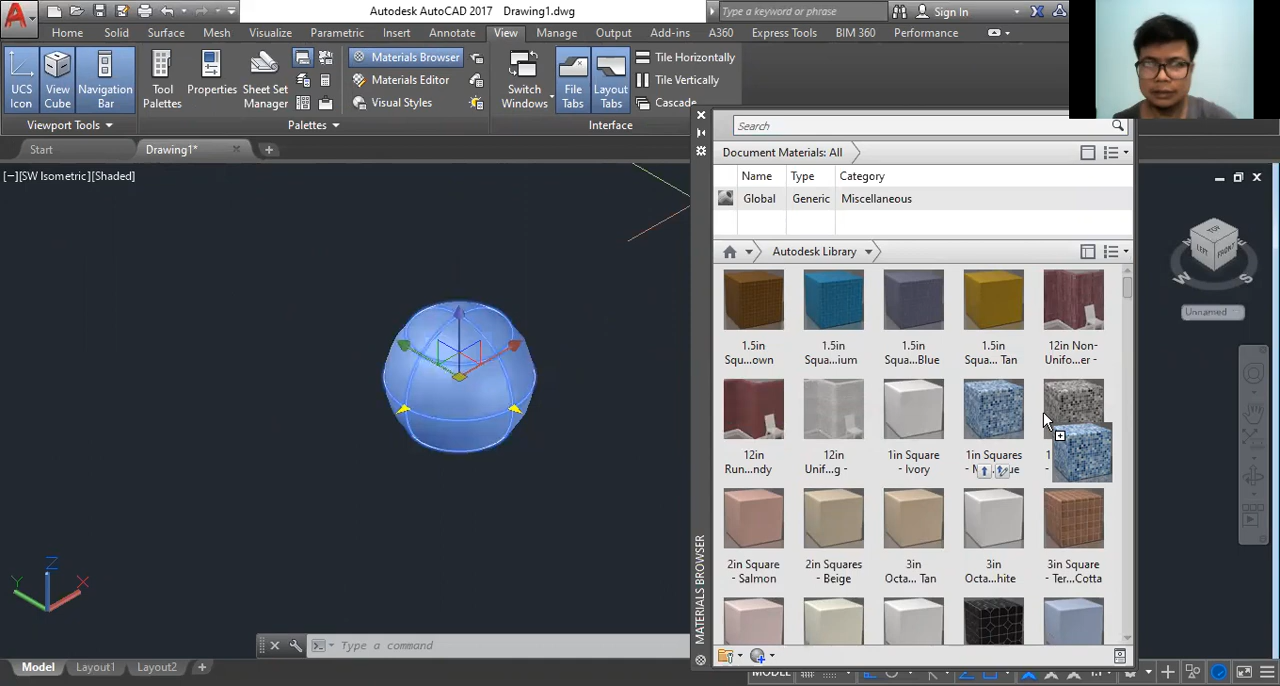 Autodesk AutoCAD 2017 Drawing1.dwg
Type a keyword or phrase
Sign In
Home Solid Surface Mesh Visualize Parametric Insert Annotate View Manage Output Add-ins A360 Express Tools BIM 360 Performance
UCS Icon
View Cube
Navigation Bar
Viewport Tools
Tool Palettes
Properties
Sheet Set Manager
Materials Browser
Materials Editor
Visual Styles
Palettes
Switch Windows
File Tabs
Layout Tabs
Tile Horizontally
Tile Vertically
Cascade
Interface
Start
Drawing1*
[−][SW Isometric][Shaded]
Search
Document Materials: All
Name Type Category
Global Generic Miscellaneous
Autodesk Library
1.5in Squ...own
1.5in Squa...ium
1.5in Squa...Blue
1.5in Squa... Tan
12in Non-Unifo...er -
12in Run...ndy
12in Unif...g -
1in Square - Ivory
1in Squares
2in Square - Salmon
2in Squares - Beige
3in Octa... Tan
3in Octa...hite
3in Square - Ter...Cotta
MATERIALS BROWSER
TOP
LEFT
FRONT
W
S
Unnamed
Z
Y
X
Type a command
Model Layout1 Layout2
MODEL